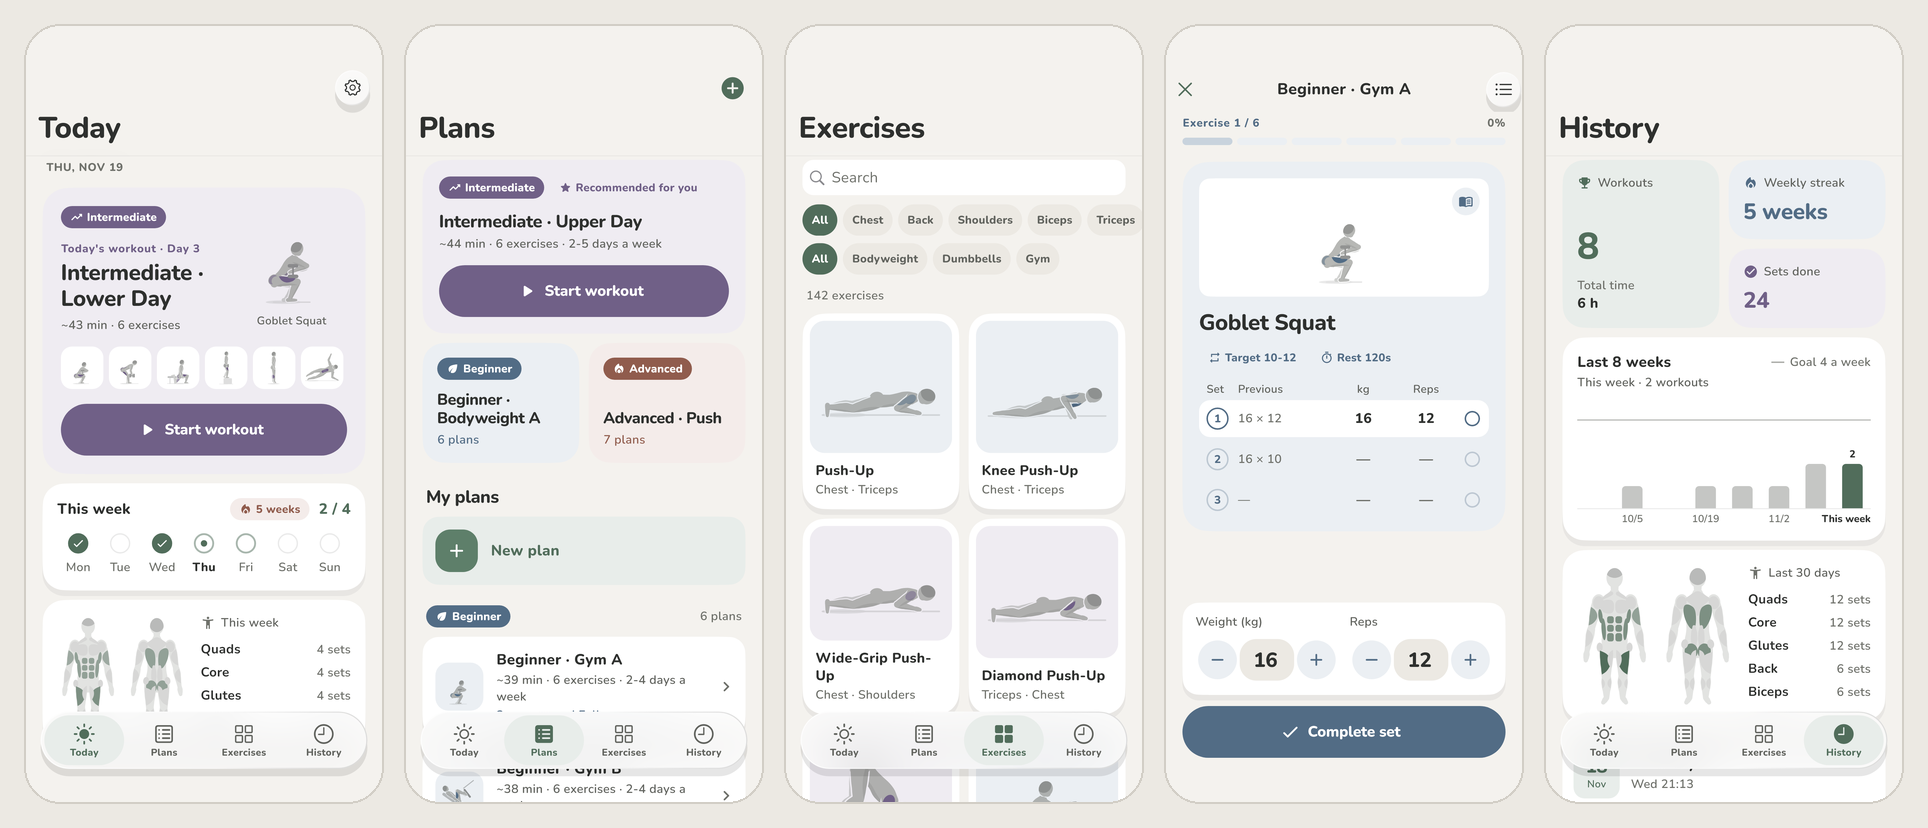 Today
THU, NOV 19
Intermediate
Today's workout · Day 3
Intermediate ·
Lower Day
~43 min · 6 exercises
Goblet Squat
Start workout
This week
5 weeks
2 / 4
Mon
Tue
Wed
Thu
Fri
Sat
Sun
This week
Quads 4 sets
Core 4 sets
Glutes 4 sets
Today
Plans
Exercises
History
Plans
Intermediate
Recommended for you
Intermediate · Upper Day
~44 min · 6 exercises · 2-5 days a week
Start workout
Beginner
Beginner ·
Bodyweight A
6 plans
Advanced
Advanced · Push
7 plans
My plans
New plan
Beginner
6 plans
Beginner · Gym A
~39 min · 6 exercises · 2-4 days a
week
Today
Plans
Exercises
History
Beginner · Gym B
~38 min · 6 exercises · 2-4 days a
Exercises
Search
All
Chest
Back
Shoulders
Biceps
Triceps
All
Bodyweight
Dumbbells
Gym
142 exercises
Push-Up
Chest · Triceps
Knee Push-Up
Chest · Triceps
Wide-Grip Push-
Up
Chest · Shoulders
Diamond Push-Up
Triceps · Chest
Today
Plans
Exercises
History
Beginner · Gym A
Exercise 1 / 6
0%
Goblet Squat
Target 10-12
Rest 120s
Set Previous kg Reps
1 16 × 12 16 12
2 16 × 10 — —
3 — — —
Weight (kg)
Reps
− 16 +
− 12 +
Complete set
History
Workouts
8
Total time
6 h
Weekly streak
5 weeks
Sets done
24
Last 8 weeks
— Goal 4 a week
This week · 2 workouts
2
10/5
10/19
11/2
This week
Last 30 days
Quads 12 sets
Core 12 sets
Glutes 12 sets
Back 6 sets
Biceps 6 sets
Today
Plans
Exercises
History
Nov
Wed 21:13